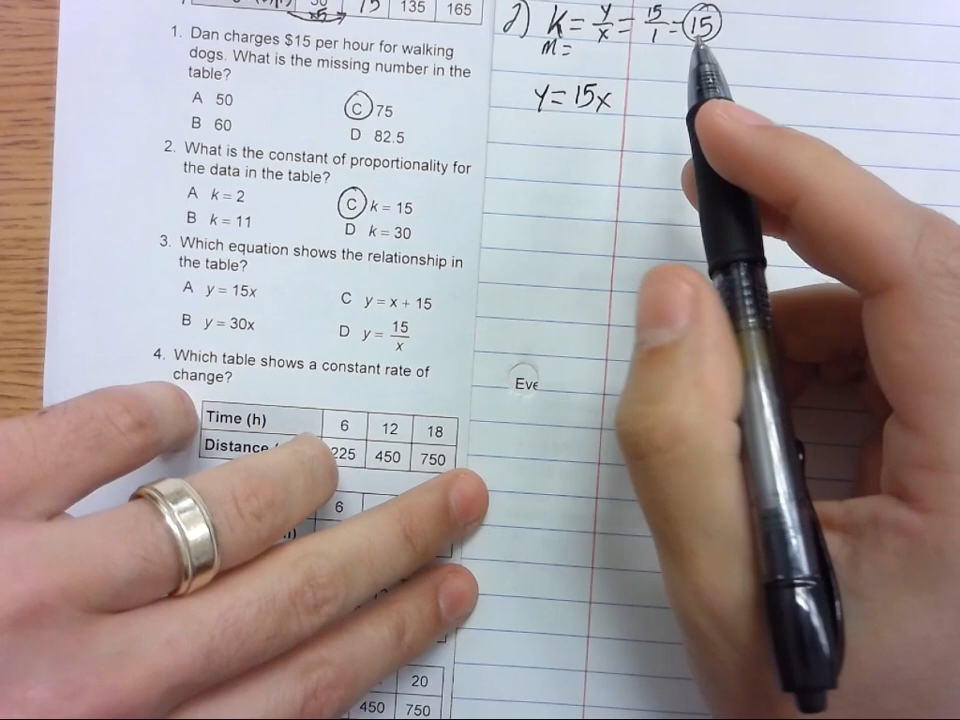 15 135 165
x5
1. Dan charges $15 per hour for walking
dogs. What is the missing number in the
table?
A 50
C 75
B 60
D 82.5
2. What is the constant of proportionality for
the data in the table?
A k = 2
C k = 15
B k = 11
D k = 30
3. Which equation shows the relationship in
the table?
A y = 15x
C y = x + 15
B y = 30x
D y = 15/x
4. Which table shows a constant rate of
change?
Time (h) 6 12 18
Distance 225 450 750
6
20
450 750
2) K = y/x = 15/1 = 15
m =
y = 15x
Eve